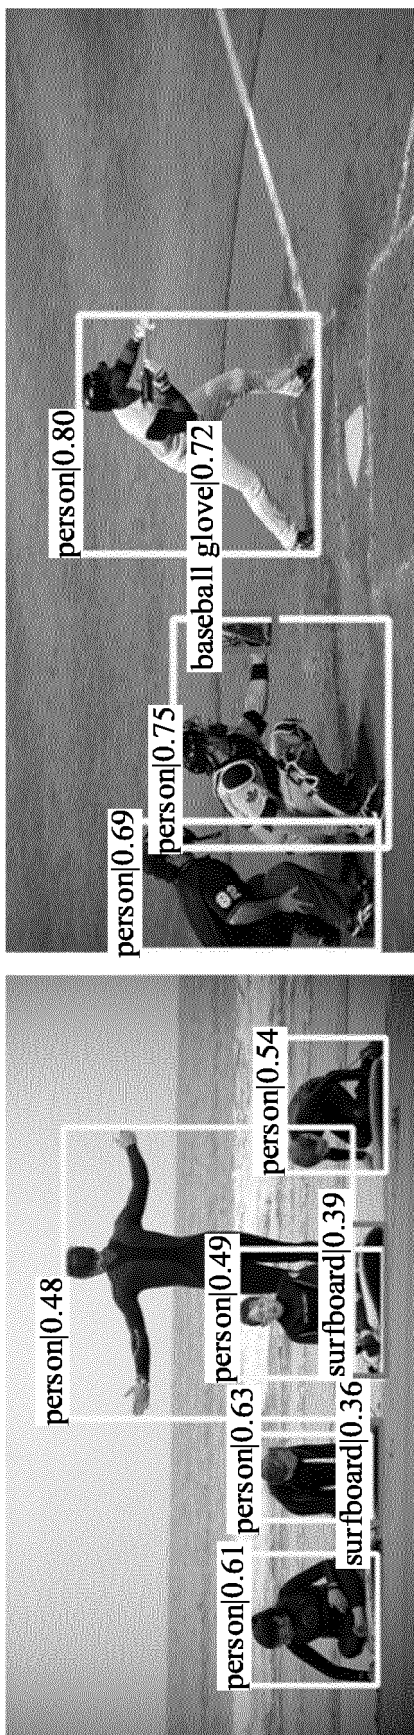 person|0.61
person|0.63
surfboard|0.36
person|0.48
person|0.49
surfboard|0.39
person|0.54
person|0.69
person|0.75
person|0.80
baseball glove|0.72